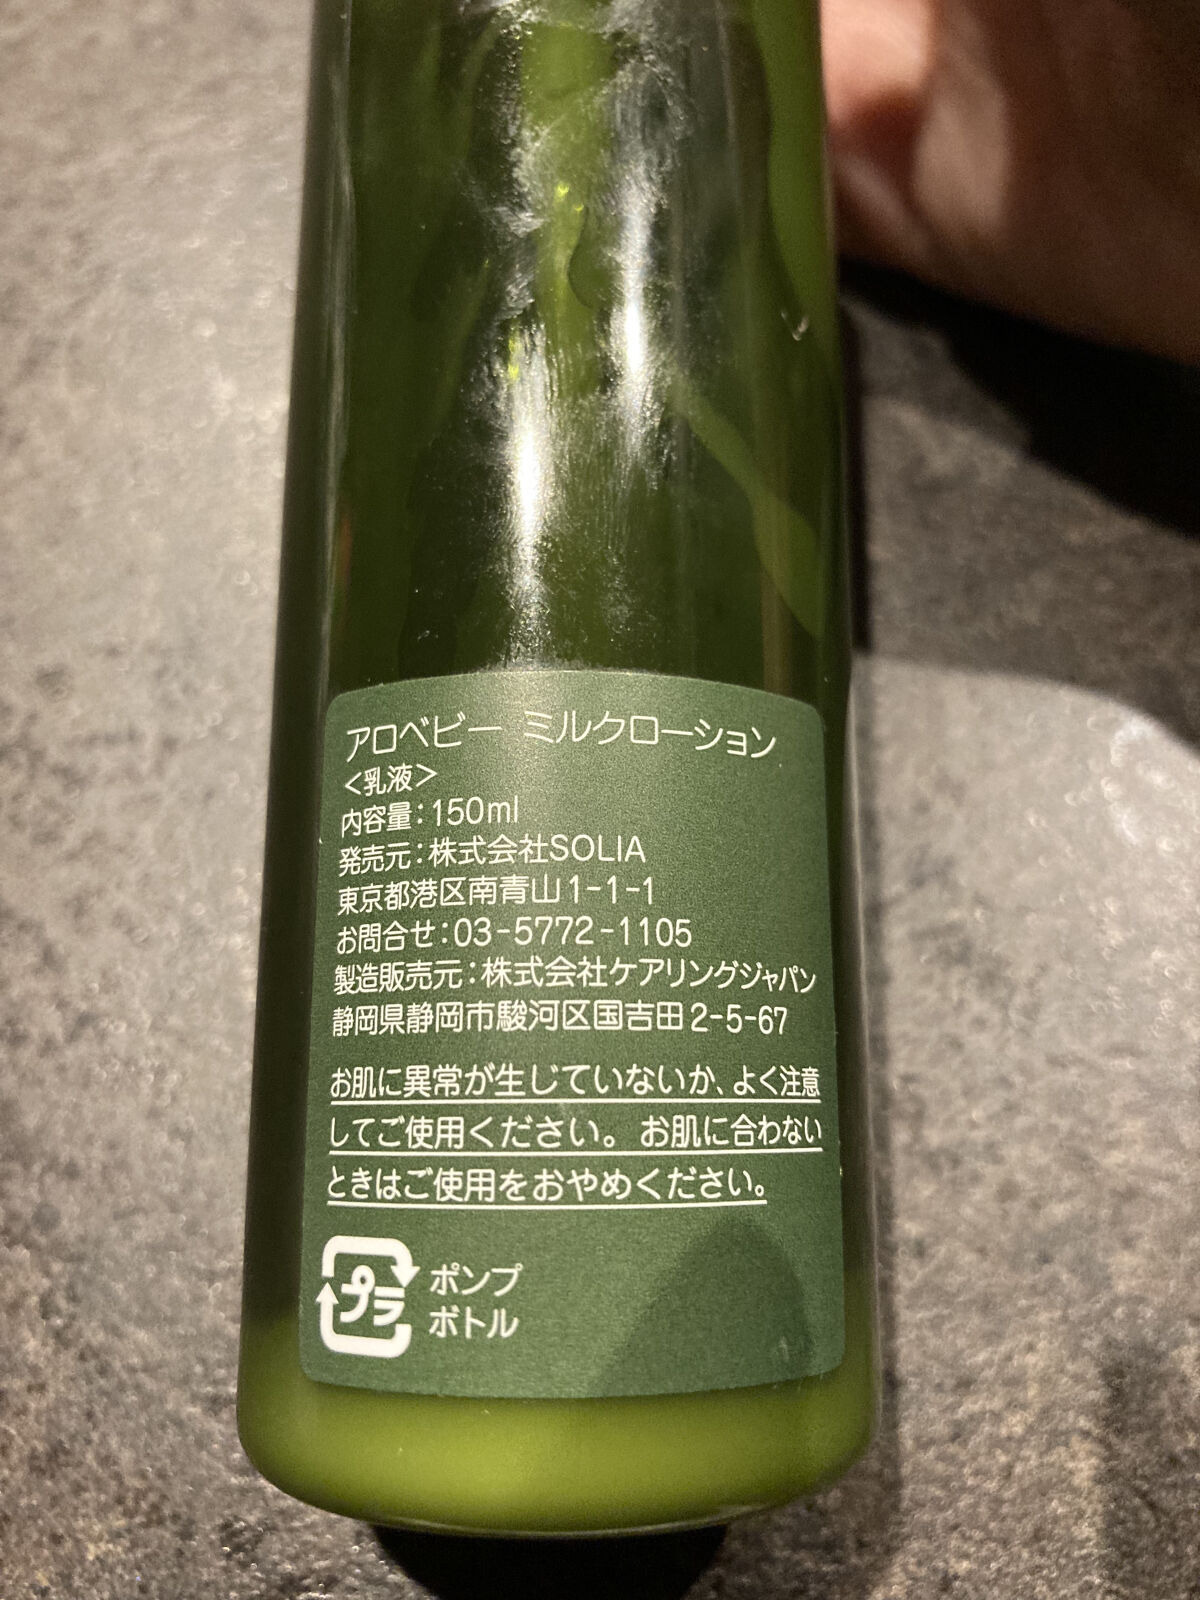 アロベビー ミルクローション
<乳液>
内容量：150ml
発売元：株式会社SOLIA
東京都港区南青山1-1-1
お問合せ：03-5772-1105
製造販売元：株式会社ケアリングジャパン
静岡県静岡市駿河区国吉田2-5-67
お肌に異常が生じていないか、よく注意
してご使用ください。 お肌に合わない
ときはご使用をおやめください。
プラ ポンプ
ボトル